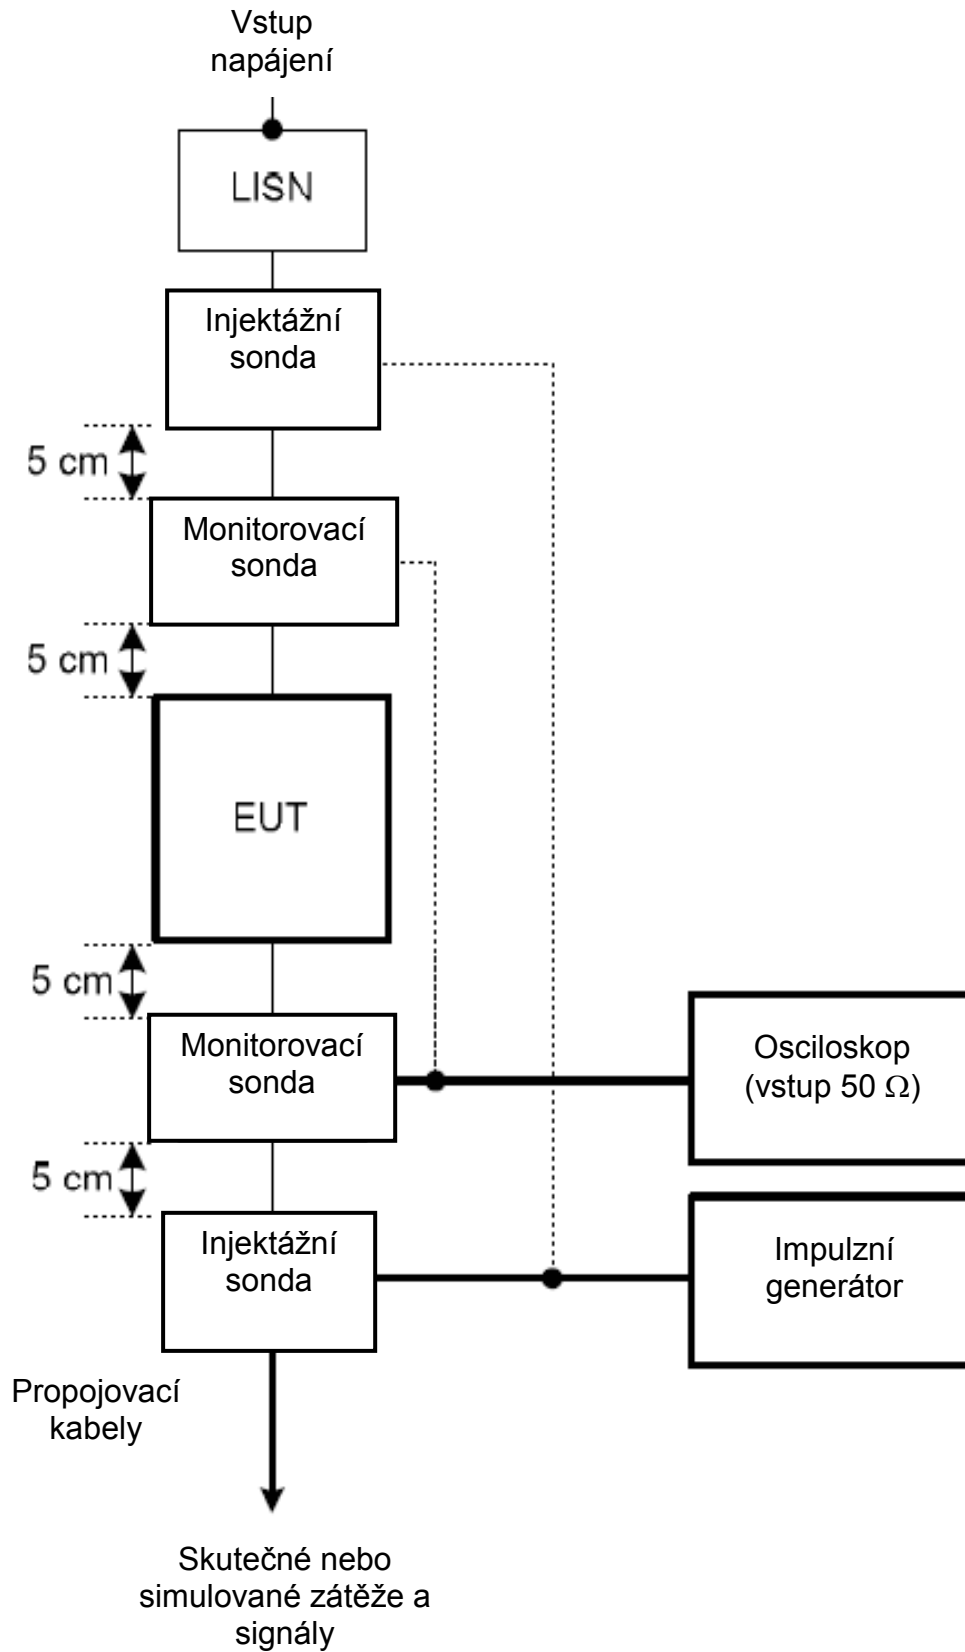 Vstup
napájení
LISN
Injektážní
sonda
5 cm
Monitorovací
sonda
5 cm
EUT
5 cm
Monitorovací
sonda
Osciloskop
(vstup 50 Ω)
5 cm
Injektážní
sonda
Impulzní
generátor
Propojovací
kabely
Skutečné nebo
simulované zátěže a
signály